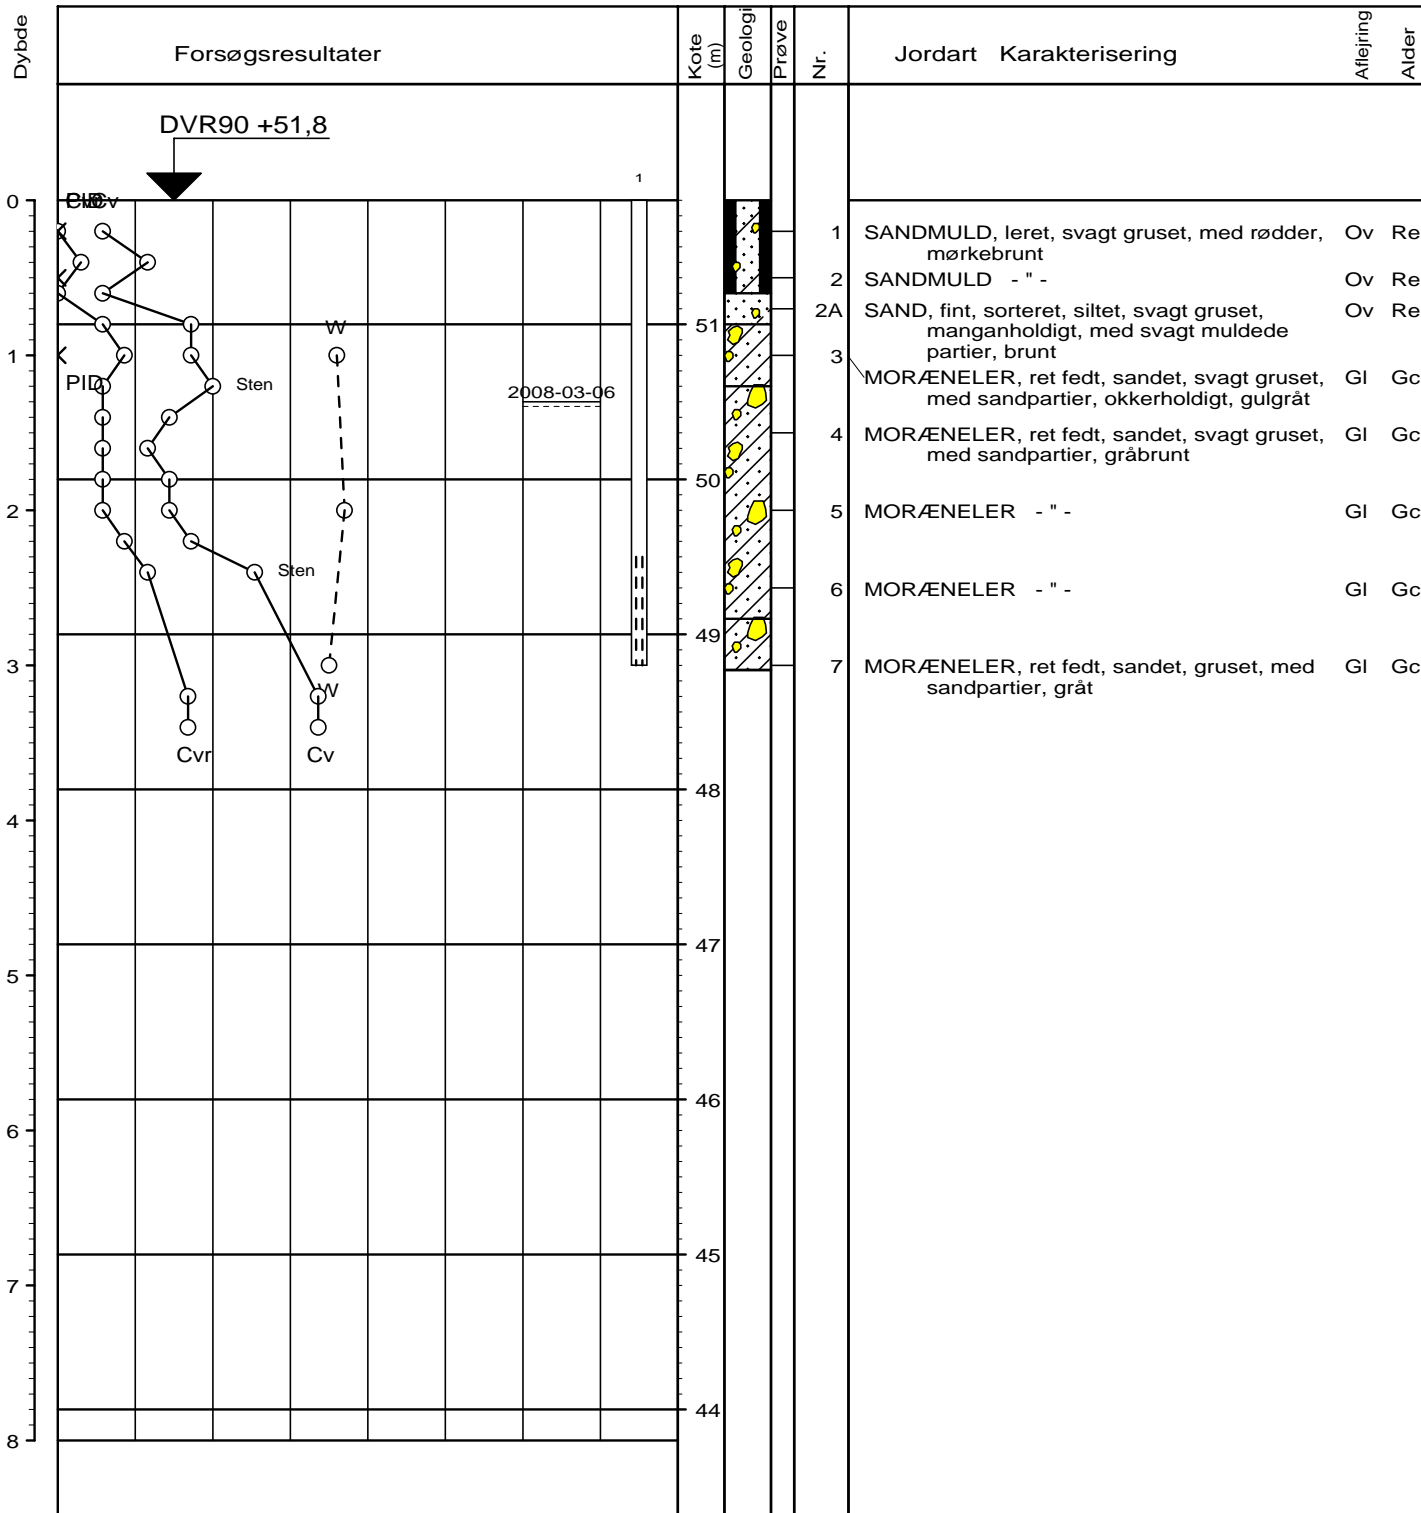 Dybde
Forsøgsresultater
Kote
(m)
Geologi
Prøve
Nr.
Jordart Karakterisering
Aflejring
Alder
DVR90 +51,8
1
0
PID
Cv
1 SANDMULD, leret, svagt gruset, med rødder, Ov Re
mørkebrunt
2 SANDMULD - " - Ov Re
2A SAND, fint, sorteret, siltet, svagt gruset, Ov Re
manganholdigt, med svagt muldede
partier, brunt
51
W
1
3
PID
Sten
2008-03-06
MORÆNELER, ret fedt, sandet, svagt gruset, Gl Gc
med sandpartier, okkerholdigt, gulgråt
4 MORÆNELER, ret fedt, sandet, svagt gruset, Gl Gc
med sandpartier, gråbrunt
50
2
5 MORÆNELER - " - Gl Gc
Sten
6 MORÆNELER - " - Gl Gc
49
3
W
7 MORÆNELER, ret fedt, sandet, gruset, med Gl Gc
sandpartier, gråt
Cvr
Cv
48
4
47
5
46
6
45
7
44
8